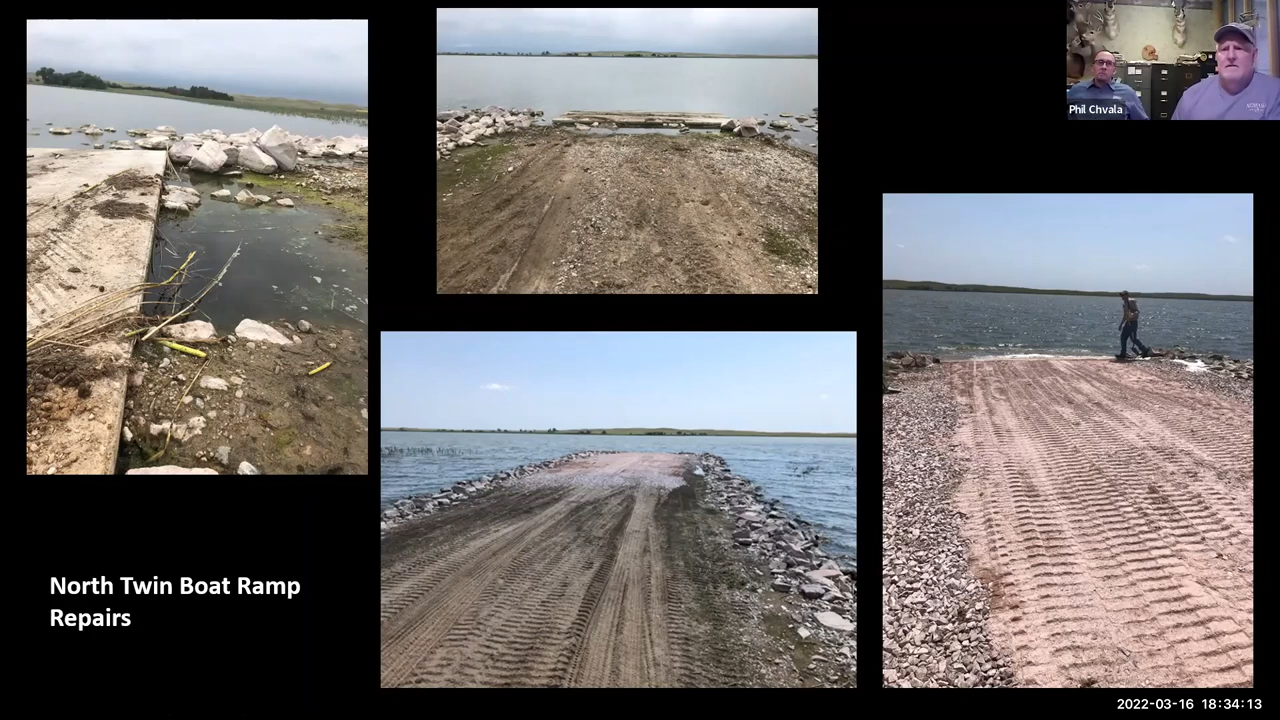 Phil Chvala
North Twin Boat Ramp
Repairs
2022-03-16 18:34:13